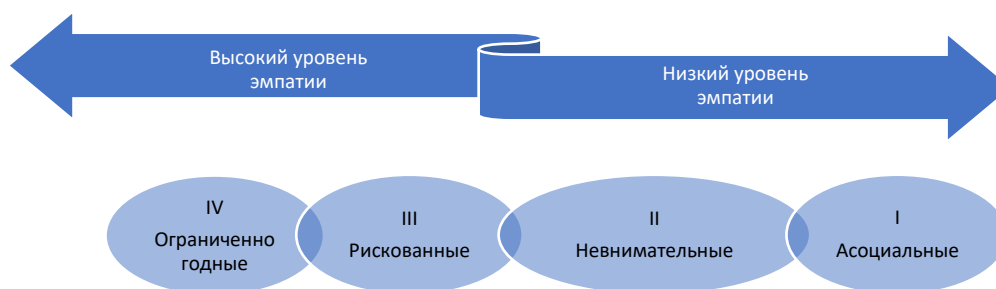 Высокий уровень
эмпатии
Низкий уровень
эмпатии
IV
Ограниченно
годные
III
Рискованные
II
Невнимательные
I
Асоциальные